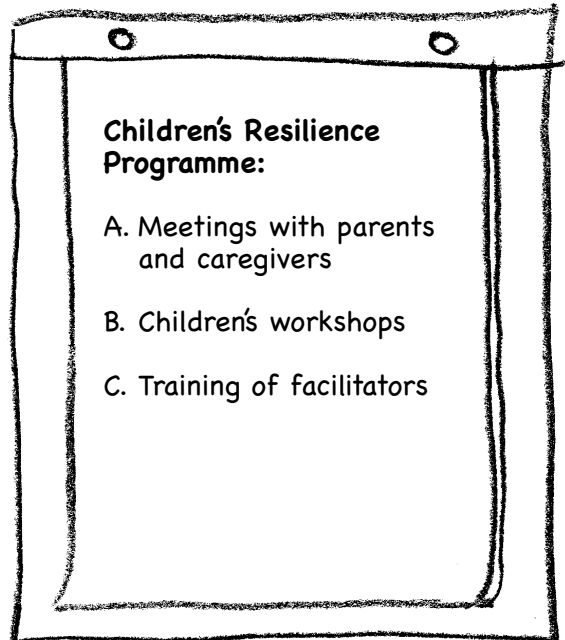 Children's Resilience
Programme:
A. Meetings with parents
and caregivers
B. Children's workshops
C. Training of facilitators